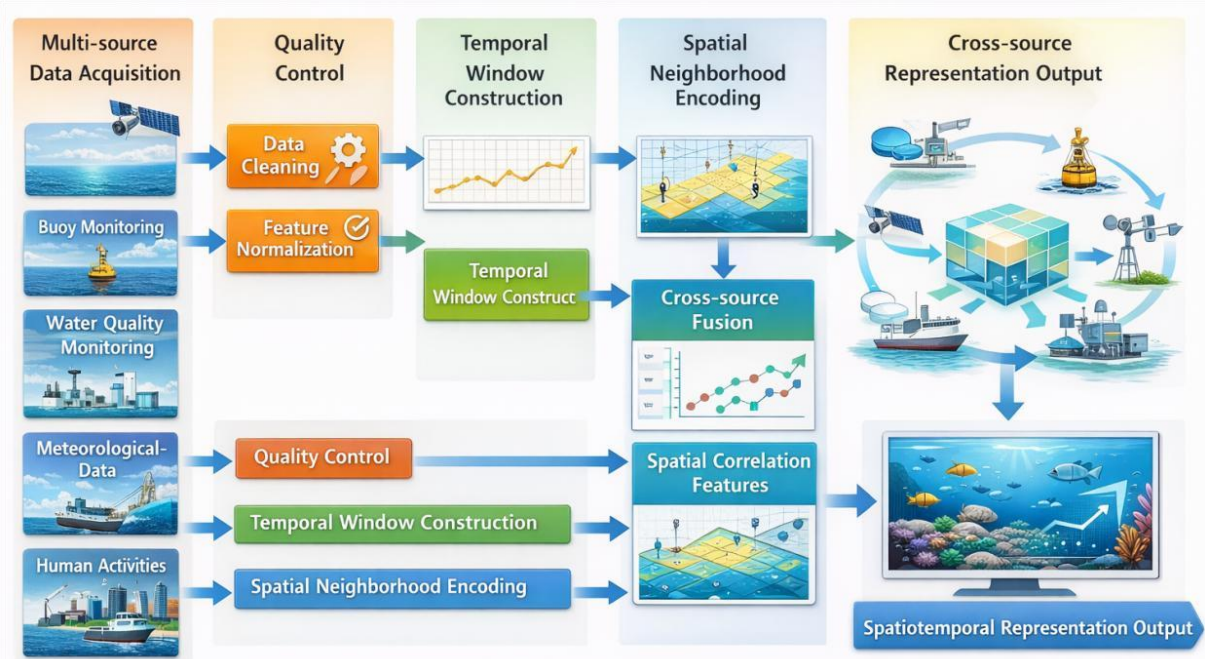 Multi-source
Data Acquisition
Quality
Control
Temporal
Window
Construction
Spatial
Neighborhood
Encoding
Cross-source
Representation Output
Data
Cleaning
Buoy Monitoring
Feature
Normalization
Temporal
Window Construct
Cross-source
Fusion
Water Quality
Monitoring
Meteorological-
Data
Quality Control
Spatial Correlation
Features
Temporal Window Construction
Human Activities
Spatial Neighborhood Encoding
Spatiotemporal Representation Output